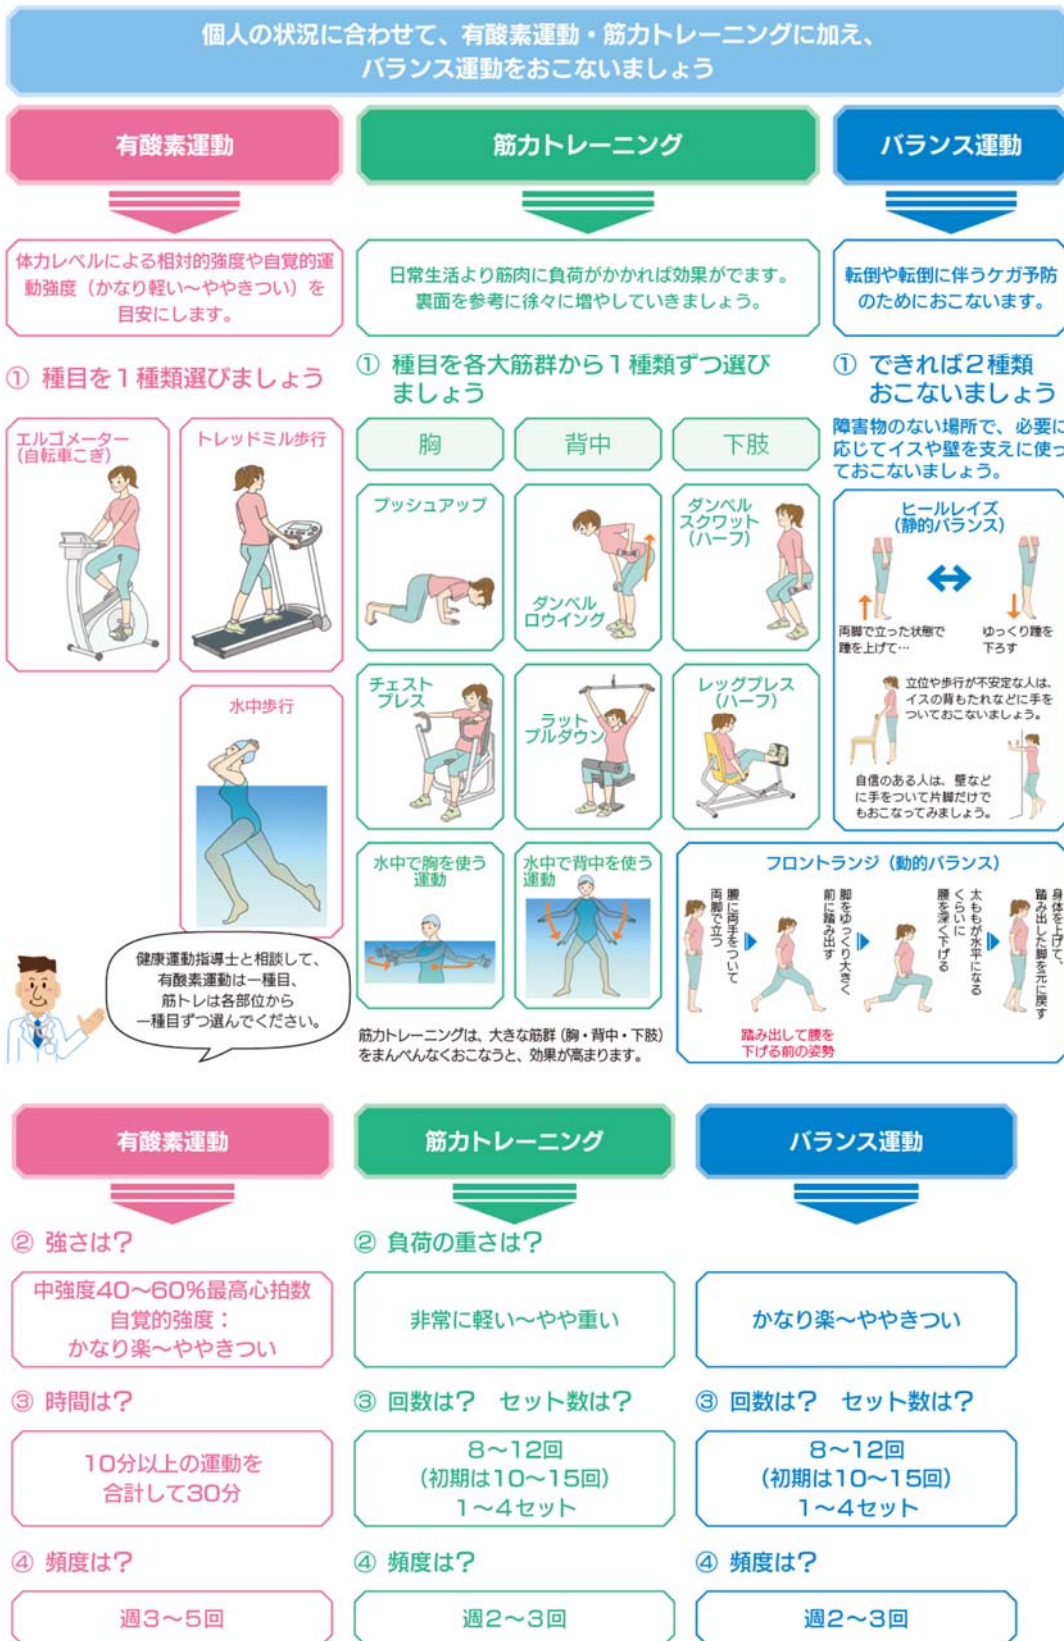 個人の状況に合わせて、有酸素運動・筋力トレーニングに加え、
バランス運動をおこないましょう
有酸素運動
体力レベルによる相対的強度や自覚的運
動強度（かなり軽い～ややきつい）を
目安にします。
① 種目を１種類選びましょう
エルゴメーター
(自転車こぎ)
トレッドミル歩行
水中歩行
健康運動指導士と相談して、
有酸素運動は一種目、
筋トレは各部位から
一種目ずつ選んでください。
筋力トレーニング
日常生活より筋肉に負荷がかかれば効果がでます。
裏面を参考に徐々に増やしていきましょう。
① 種目を各大筋群から１種類ずつ選び
ましょう
胸
背中
下肢
プッシュアップ
ダンベル
ロウイング
ダンベル
スクワット
(ハーフ)
チェスト
プレス
ラット
プルダウン
レッグプレス
(ハーフ)
水中で胸を使う
運動
水中で背中を使う
運動
筋力トレーニングは、大きな筋群（胸・背中・下肢）
をまんべんなくおこなうと、効果が高まります。
バランス運動
転倒や転倒に伴うケガ予防
のためにおこないます。
① できれば２種類
おこないましょう
障害物のない場所で、必要に
応じてイスや壁を支えに使っ
ておこないましょう。
ヒールレイズ
(静的バランス)
両脚で立った状態で
踵を上げて…
ゆっくり踵を
下ろす
立位や歩行が不安定な人は、
イスの背もたれなどに手を
ついておこないましょう。
自信のある人は、壁など
に手をついて片脚だけで
もおこなってみましょう。
フロントランジ（動的バランス）
腰に両手をついて
両脚で立つ
脚をゆっくり大きく
前に踏み出す
太ももが水平になる
くらいに
腰を深く下げる
身体を上げて、
踏み出した脚を元に戻す
踏み出して腰を
下げる前の姿勢
有酸素運動
② 強さは？
中強度40～60％最高心拍数
自覚的強度：
かなり楽～ややきつい
③ 時間は？
10分以上の運動を
合計して30分
④ 頻度は？
週3～5回
筋力トレーニング
② 負荷の重さは？
非常に軽い～やや重い
③ 回数は？ セット数は？
8～12回
(初期は10～15回)
1～4セット
④ 頻度は？
週2～3回
バランス運動
かなり楽～ややきつい
③ 回数は？ セット数は？
8～12回
(初期は10～15回)
1～4セット
④ 頻度は？
週2～3回